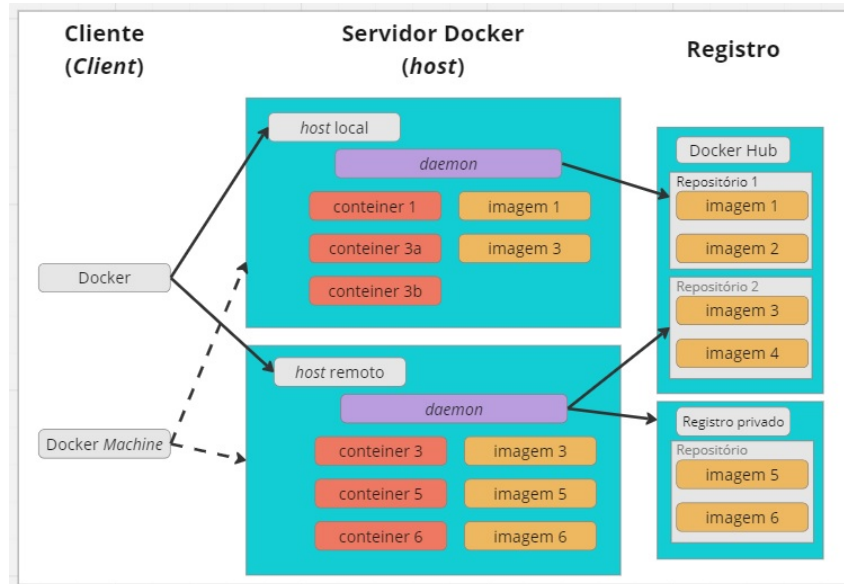 Cliente
(Client)
Servidor Docker
(host)
Registro
host local
daemon
conteiner 1
imagem 1
conteiner 3a
imagem 3
conteiner 3b
Docker
Docker Machine
host remoto
daemon
conteiner 3
imagem 3
conteiner 5
imagem 5
conteiner 6
imagem 6
Docker Hub
Repositório 1
imagem 1
imagem 2
Repositório 2
imagem 3
imagem 4
Registro privado
Repositório
imagem 5
imagem 6